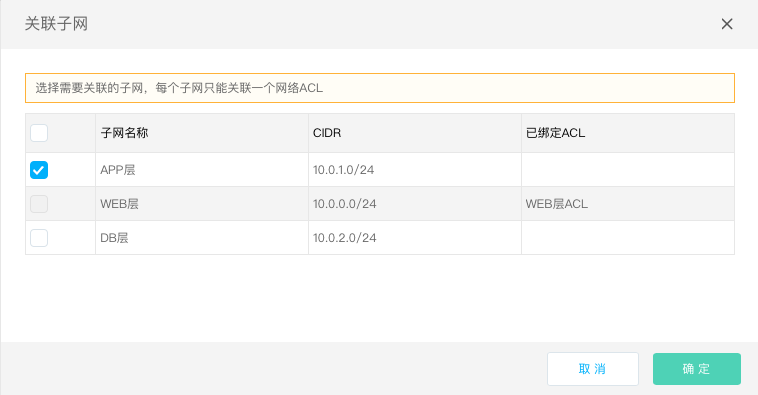 关联子网
选择需要关联的子网，每个子网只能关联一个网络ACL
子网名称 CIDR 已绑定ACL
APP层 10.0.1.0/24
WEB层 10.0.0.0/24 WEB层ACL
DB层 10.0.2.0/24
取 消 确 定